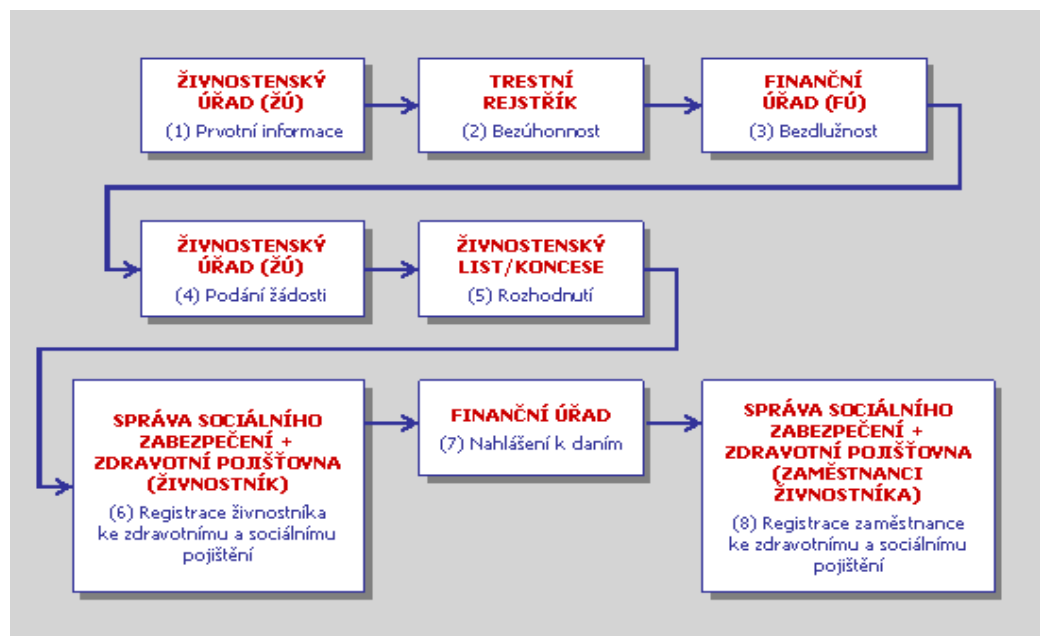 ŽIVNOSTENSKÝ
ÚŘAD (ŽÚ)
(1) Prvotní informace
TRESTNÍ
REJSTŘÍK
(2) Bezúhonnost
FINANČNÍ
ÚŘAD (FÚ)
(3) Bezdlužnost
ŽIVNOSTENSKÝ
ÚŘAD (ŽÚ)
(4) Podání žádosti
ŽIVNOSTENSKÝ
LIST/KONCESE
(5) Rozhodnutí
SPRÁVA SOCIÁLNÍHO
ZABEZPEČENÍ +
ZDRAVOTNÍ POJIŠŤOVNA
(ŽIVNOSTNÍK)
(6) Registrace živnostníka
ke zdravotnímu a sociálnímu
pojištění
FINANČNÍ ÚŘAD
(7) Nahlášení k daním
SPRÁVA SOCIÁLNÍHO
ZABEZPEČENÍ +
ZDRAVOTNÍ POJIŠŤOVNA
(ZAMĚSTNANCI
ŽIVNOSTNÍKA)
(8) Registrace zaměstnance
ke zdravotnímu a sociálnímu
pojištění